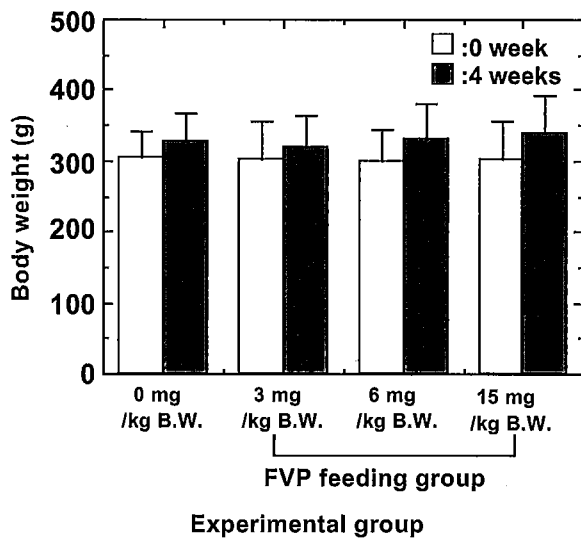 500
400
300
200
100
0
Body weight (g)
:0 week
:4 weeks
0 mg
/kg B.W.
3 mg
/kg B.W.
6 mg
/kg B.W.
15 mg
/kg B.W.
FVP feeding group
Experimental group